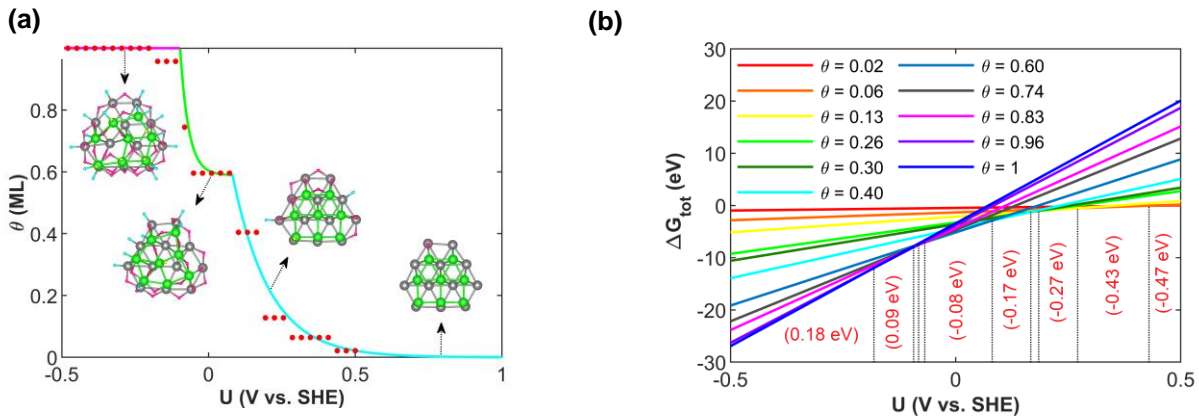 (a)
θ (ML)
0.8
0.6
0.4
0.2
0
-0.5
0
0.5
1
U (V vs. SHE)
(b)
ΔG_tot (eV)
30
20
10
0
-10
-20
-30
θ = 0.02
θ = 0.06
θ = 0.13
θ = 0.26
θ = 0.30
θ = 0.40
θ = 0.60
θ = 0.74
θ = 0.83
θ = 0.96
θ = 1
(0.18 eV)
(0.09 eV)
(-0.08 eV)
(-0.17 eV)
(-0.27 eV)
(-0.43 eV)
(-0.47 eV)
-0.5
0
0.5
U (V vs. SHE)